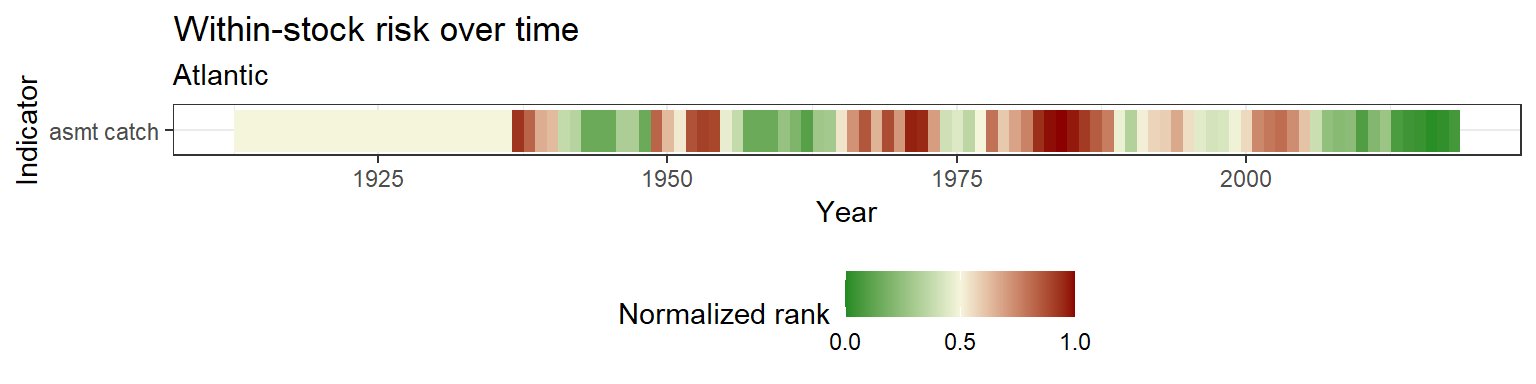 Within-stock risk over time
Atlantic
Indicator
asmt catch
1925 1950 1975 2000
Year
Normalized rank
0.0 0.5 1.0